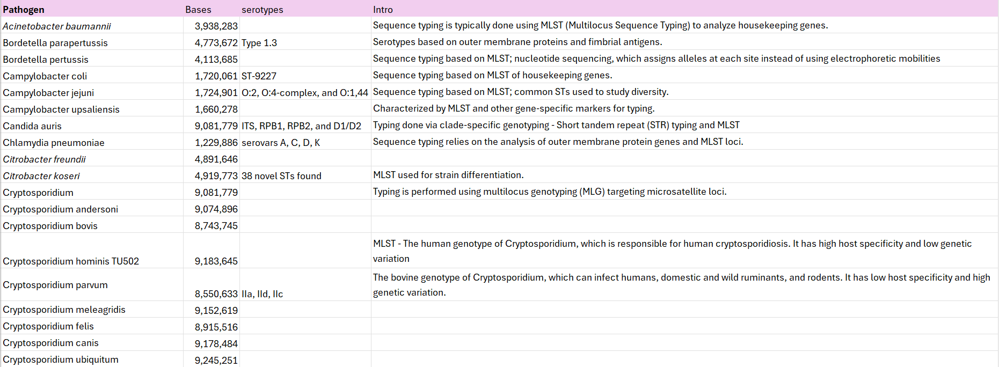 Pathogen Bases serotypes Intro
Acinetobacter baumannii 3,938,283 Sequence typing is typically done using MLST (Multilocus Sequence Typing) to analyze housekeeping genes.
Bordetella parapertussis 4,773,672 Type 1.3 Serotypes based on outer membrane proteins and fimbrial antigens.
Bordetella pertussis 4,113,685 Sequence typing based on MLST; nucleotide sequencing, which assigns alleles at each site instead of using electrophoretic mobilities
Campylobacter coli 1,720,061 ST-9227 Sequence typing based on MLST of housekeeping genes.
Campylobacter jejuni 1,724,901 O:2, O:4-complex, and O:1,44 Sequence typing based on MLST; common STs used to study diversity.
Campylobacter upsaliensis 1,660,278 Characterized by MLST and other gene-specific markers for typing.
Candida auris 9,081,779 ITS, RPB1, RPB2, and D1/D2 Typing done via clade-specific genotyping - Short tandem repeat (STR) typing and MLST
Chlamydia pneumoniae 1,229,886 serovars A, C, D, K Sequence typing relies on the analysis of outer membrane protein genes and MLST loci.
Citrobacter freundii 4,891,646
Citrobacter koseri 4,919,773 38 novel STs found MLST used for strain differentiation.
Cryptosporidium 9,081,779 Typing is performed using multilocus genotyping (MLG) targeting microsatellite loci.
Cryptosporidium andersoni 9,074,896
Cryptosporidium bovis 8,743,745
MLST - The human genotype of Cryptosporidium, which is responsible for human cryptosporidiosis. It has high host specificity and low genetic
variation
Cryptosporidium hominis TU502 9,183,645
The bovine genotype of Cryptosporidium, which can infect humans, domestic and wild ruminants, and rodents. It has low host specificity and high
Cryptosporidium parvum
genetic variation.
8,550,633 IIa, IId, IIc
Cryptosporidium meleagridis 9,152,619
Cryptosporidium felis 8,915,516
Cryptosporidium canis 9,178,484
Cryptosporidium ubiquitum 9,245,251